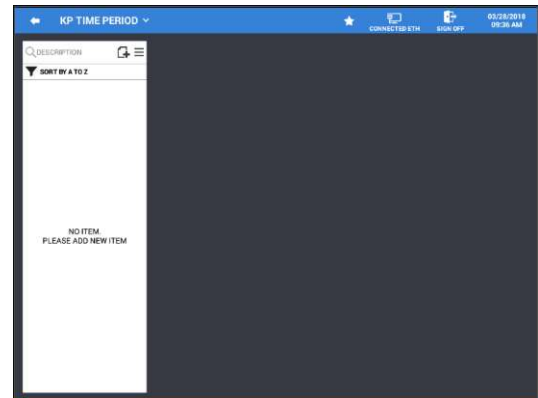 KP TIME PERIOD
CONNECTED ETH
SIGN OFF
03/28/2018
09:36 AM
DESCRIPTION
SORT BY A TO Z
NO ITEM.
PLEASE ADD NEW ITEM